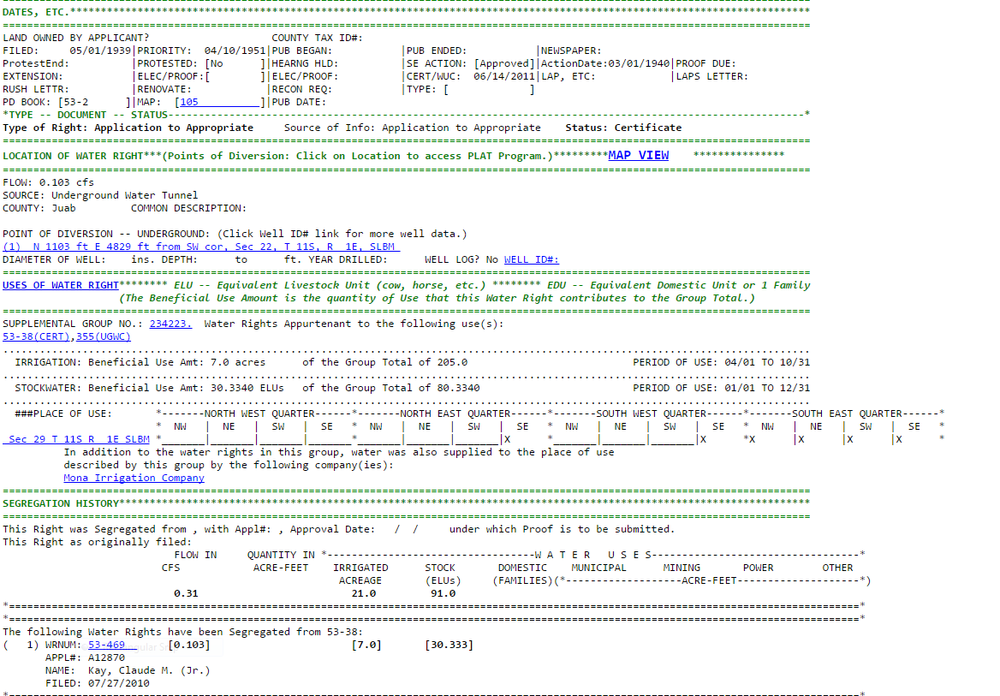 ================================================================================================================================
DATES, ETC.*************************************************************************************************************************
================================================================================================================================
LAND OWNED BY APPLICANT?                    COUNTY TAX ID#:
FILED:     05/01/1939|PRIORITY:  04/10/1951|PUB BEGAN:           |PUB ENDED:           |NEWSPAPER:
ProtestEnd:          |PROTESTED: [No      ]|HEARNG HLD:          |SE ACTION: [Approved]|ActionDate:03/01/1940|PROOF DUE:
EXTENSION:           |ELEC/PROOF:[        ]|ELEC/PROOF:          |CERT/WUC:  06/14/2011|LAP, ETC:            |LAPS LETTER:
RUSH LETTR:          |RENOVATE:            |RECON REQ:           |TYPE: [             ]
PD BOOK: [53-2      ]|MAP:  [105          ]|PUB DATE:
*TYPE -- DOCUMENT -- STATUS--------------------------------------------------------------------------------------------------------*
Type of Right: Application to Appropriate     Source of Info: Application to Appropriate    Status: Certificate
================================================================================================================================
LOCATION OF WATER RIGHT***(Points of Diversion: Click on Location to access PLAT Program.)*********MAP VIEW    ***************
================================================================================================================================
FLOW: 0.103 cfs
SOURCE: Underground Water Tunnel
COUNTY: Juab         COMMON DESCRIPTION:
POINT OF DIVERSION -- UNDERGROUND: (Click Well ID# link for more well data.)
(1)  N 1103 ft E 4829 ft from SW cor, Sec 22, T 11S, R  1E, SLBM
DIAMETER OF WELL:    ins. DEPTH:      to      ft. YEAR DRILLED:      WELL LOG? No WELL ID#:
================================================================================================================================
USES OF WATER RIGHT******** ELU -- Equivalent Livestock Unit (cow, horse, etc.) ******** EDU -- Equivalent Domestic Unit or 1 Family
(The Beneficial Use Amount is the quantity of Use that this Water Right contributes to the Group Total.)
================================================================================================================================
SUPPLEMENTAL GROUP NO.: 234223.  Water Rights Appurtenant to the following use(s):
53-38(CERT),355(UGWC)
....................................................................................................................................
IRRIGATION: Beneficial Use Amt: 7.0 acres      of the Group Total of 205.0                           PERIOD OF USE: 04/01 TO 10/31
....................................................................................................................................
STOCKWATER: Beneficial Use Amt: 30.3340 ELUs   of the Group Total of 80.3340                         PERIOD OF USE: 01/01 TO 12/31
....................................................................................................................................
###PLACE OF USE:       *-------NORTH WEST QUARTER------*-------NORTH EAST QUARTER------*-------SOUTH WEST QUARTER------*-------SOUTH EAST QUARTER------*
*  NW   |  NE   |  SW   |  SE   *  NW   |  NE   |  SW   |  SE   *  NW   |  NE   |  SW   |  SE   *  NW   |  NE   |  SW   |  SE   *
Sec 29 T 11S R  1E SLBM *_______|_______|_______|_______*_______|_______|_______|X      *_______|_______|_______|X      *X      |X      |X      |X      *
In addition to the water rights in this group, water was also supplied to the place of use
described by this group by the following company(ies):
Mona Irrigation Company
================================================================================================================================
SEGREGATION HISTORY*****************************************************************************************************************
================================================================================================================================
This Right was Segregated from , with Appl#: , Approval Date:   /  /     under which Proof is to be submitted.
This Right as originally filed:
FLOW IN     QUANTITY IN *----------------------------------W A T E R   U S E S----------------------------------*
CFS            ACRE-FEET    IRRIGATED      STOCK      DOMESTIC    MUNICIPAL      MINING       POWER        OTHER
ACREAGE       (ELUs)     (FAMILIES)(*-------------------ACRE-FEET--------------------*)
0.31                         21.0         91.0
*===========================================================================================================================*
*===========================================================================================================================*
The following Water Rights have been Segregated from 53-38:
(   1) WRNUM: 53-469       [0.103]                       [7.0]       [30.333]
APPL#: A12870
NAME:  Kay, Claude M. (Jr.)
FILED: 07/27/2010
*---------------------------------------------------------------------------------------------------------------------------*